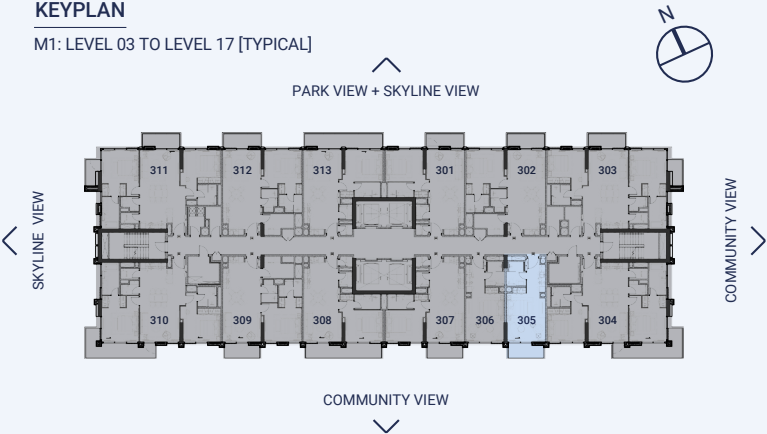 KEYPLAN
M1: LEVEL 03 TO LEVEL 17 [TYPICAL]
N
PARK VIEW + SKYLINE VIEW
311 312 313 301 302 303
SKYLINE VIEW
COMMUNITY VIEW
310 309 308 307 306 305 304
COMMUNITY VIEW